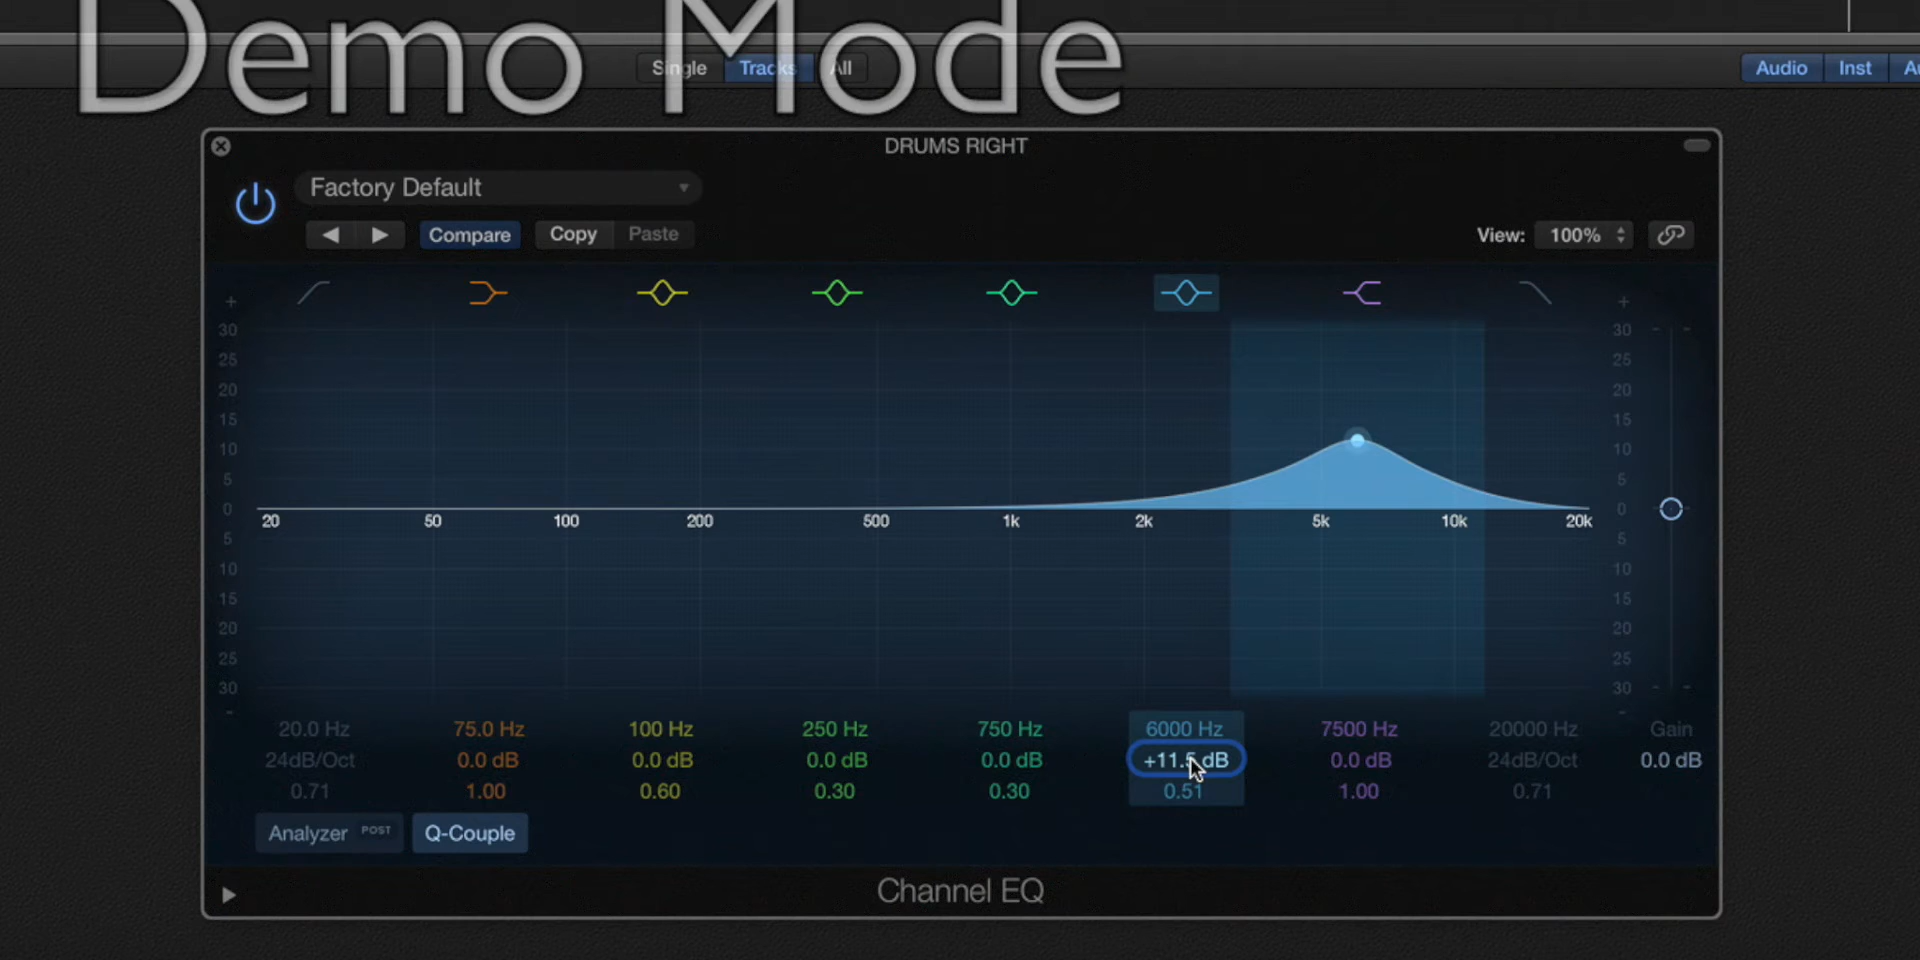 Demo Mode
Single Tracks All
Audio Inst
DRUMS RIGHT
Factory Default
Compare Copy Paste
View: 100%
+ +
30 30
25 25
20 20
15 15
10 10
5 5
0 0
20 50 100 200 500 1k 2k 5k 10k 20k
5 5
10 10
15 15
20 20
25 25
30 30
- -
20.0 Hz 75.0 Hz 100 Hz 250 Hz 750 Hz 6000 Hz 7500 Hz 20000 Hz Gain
24dB/Oct 0.0 dB 0.0 dB 0.0 dB 0.0 dB +11.5 dB 0.0 dB 24dB/Oct 0.0 dB
0.71 1.00 0.60 0.30 0.30 0.51 1.00 0.71
Analyzer POST Q-Couple
Channel EQ